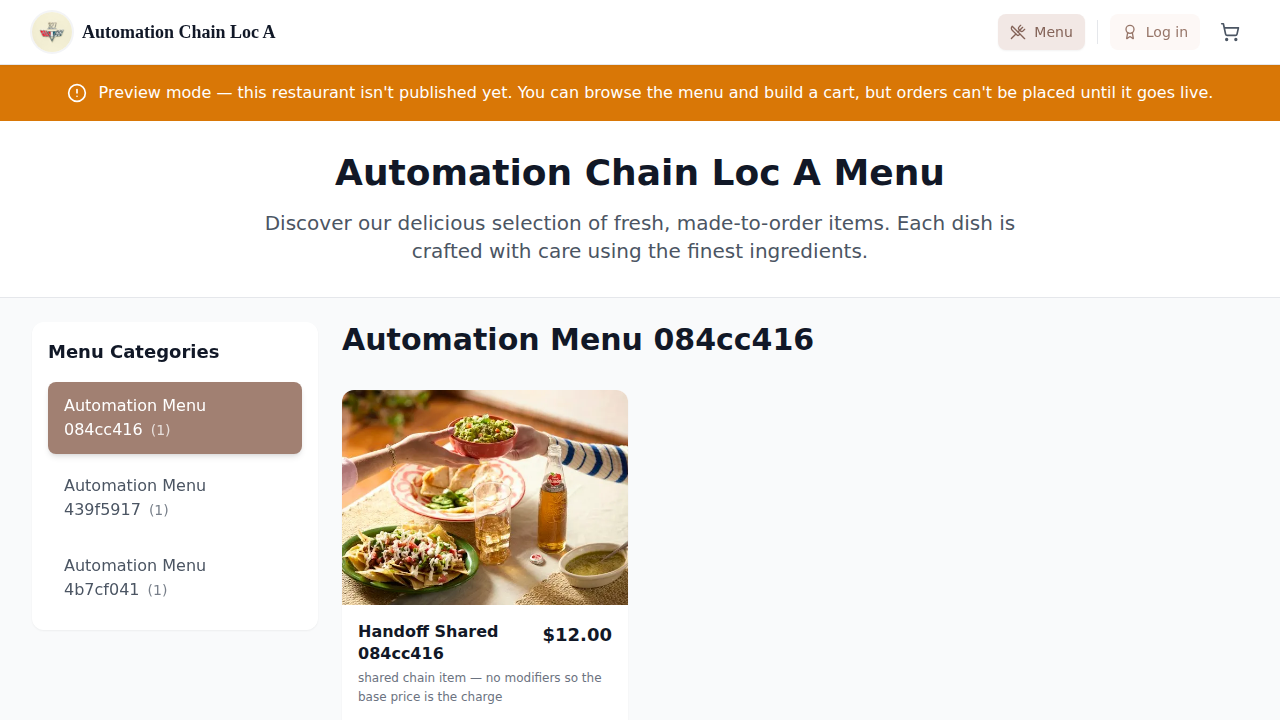 Automation Chain Loc A
Menu
Log in
Preview mode — this restaurant isn't published yet. You can browse the menu and build a cart, but orders can't be placed until it goes live.
Automation Chain Loc A Menu
Discover our delicious selection of fresh, made-to-order items. Each dish is
crafted with care using the finest ingredients.
Menu Categories
Automation Menu
084cc416 (1)
Automation Menu
439f5917 (1)
Automation Menu
4b7cf041 (1)
Automation Menu 084cc416
Handoff Shared
084cc416
$12.00
shared chain item — no modifiers so the
base price is the charge